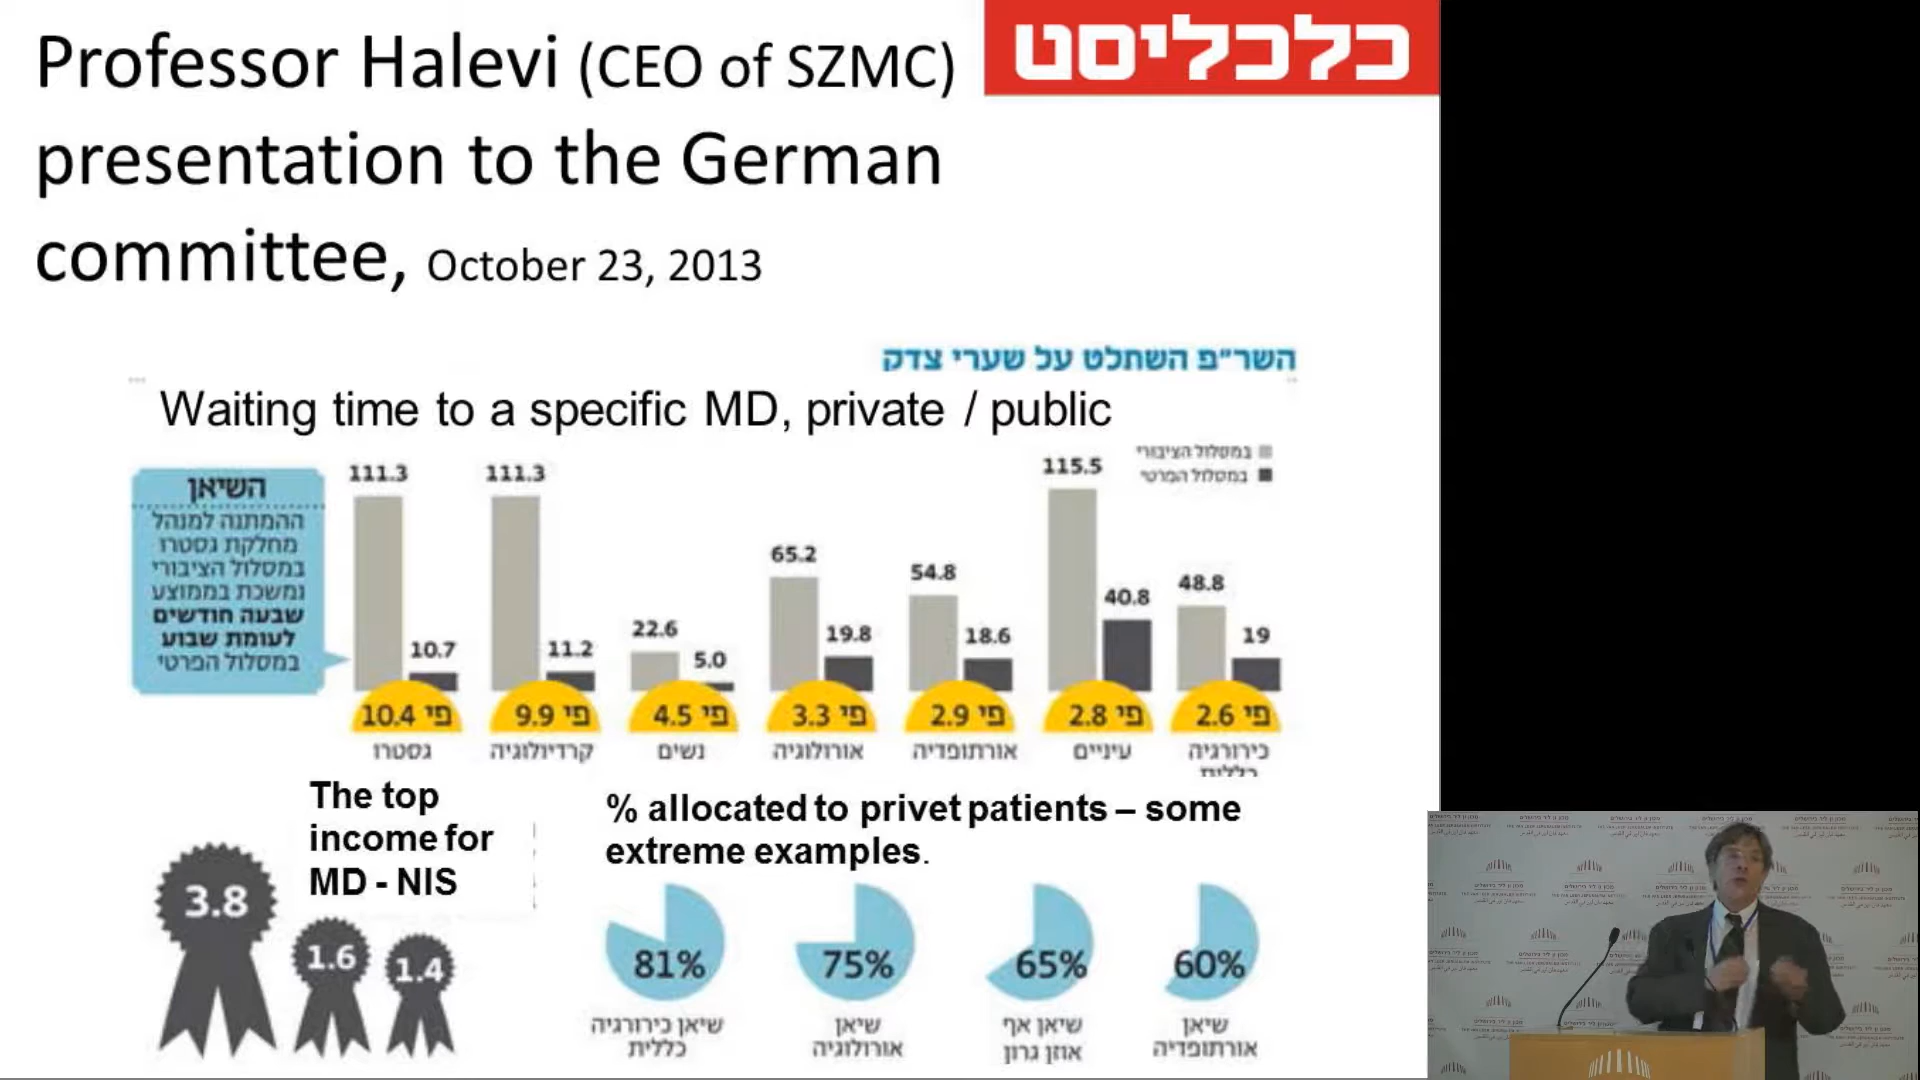 Professor Halevi (CEO of SZMC)
presentation to the German
committee, October 23, 2013
כלכליסט
השר״פ השתלט על שערי צדק
Waiting time to a specific MD, private / public
במסלול הציבורי
במסלול הפרטי
השיאן
ההמתנה למנהל
מחלקת גסטרו
במסלול הציבורי
נמשכת בממוצע
שבעה חודשים
לעומת שבוע
במסלול הפרטי
111.3
10.7
פי 10.4
גסטרו
111.3
11.2
פי 9.9
קרדיולוגיה
22.6
5.0
פי 4.5
נשים
65.2
19.8
פי 3.3
אורולוגיה
54.8
18.6
פי 2.9
אורתופדיה
115.5
40.8
פי 2.8
עיניים
48.8
19
פי 2.6
כירורגיה
כללית
The top
income for
MD - NIS
3.8
1.6
1.4
% allocated to privet patients – some
extreme examples.
81%
שיאן כירורגיה
כללית
75%
שיאן
אורולוגיה
65%
שיאן אף
אוזן גרון
60%
שיאן
אורתופדיה